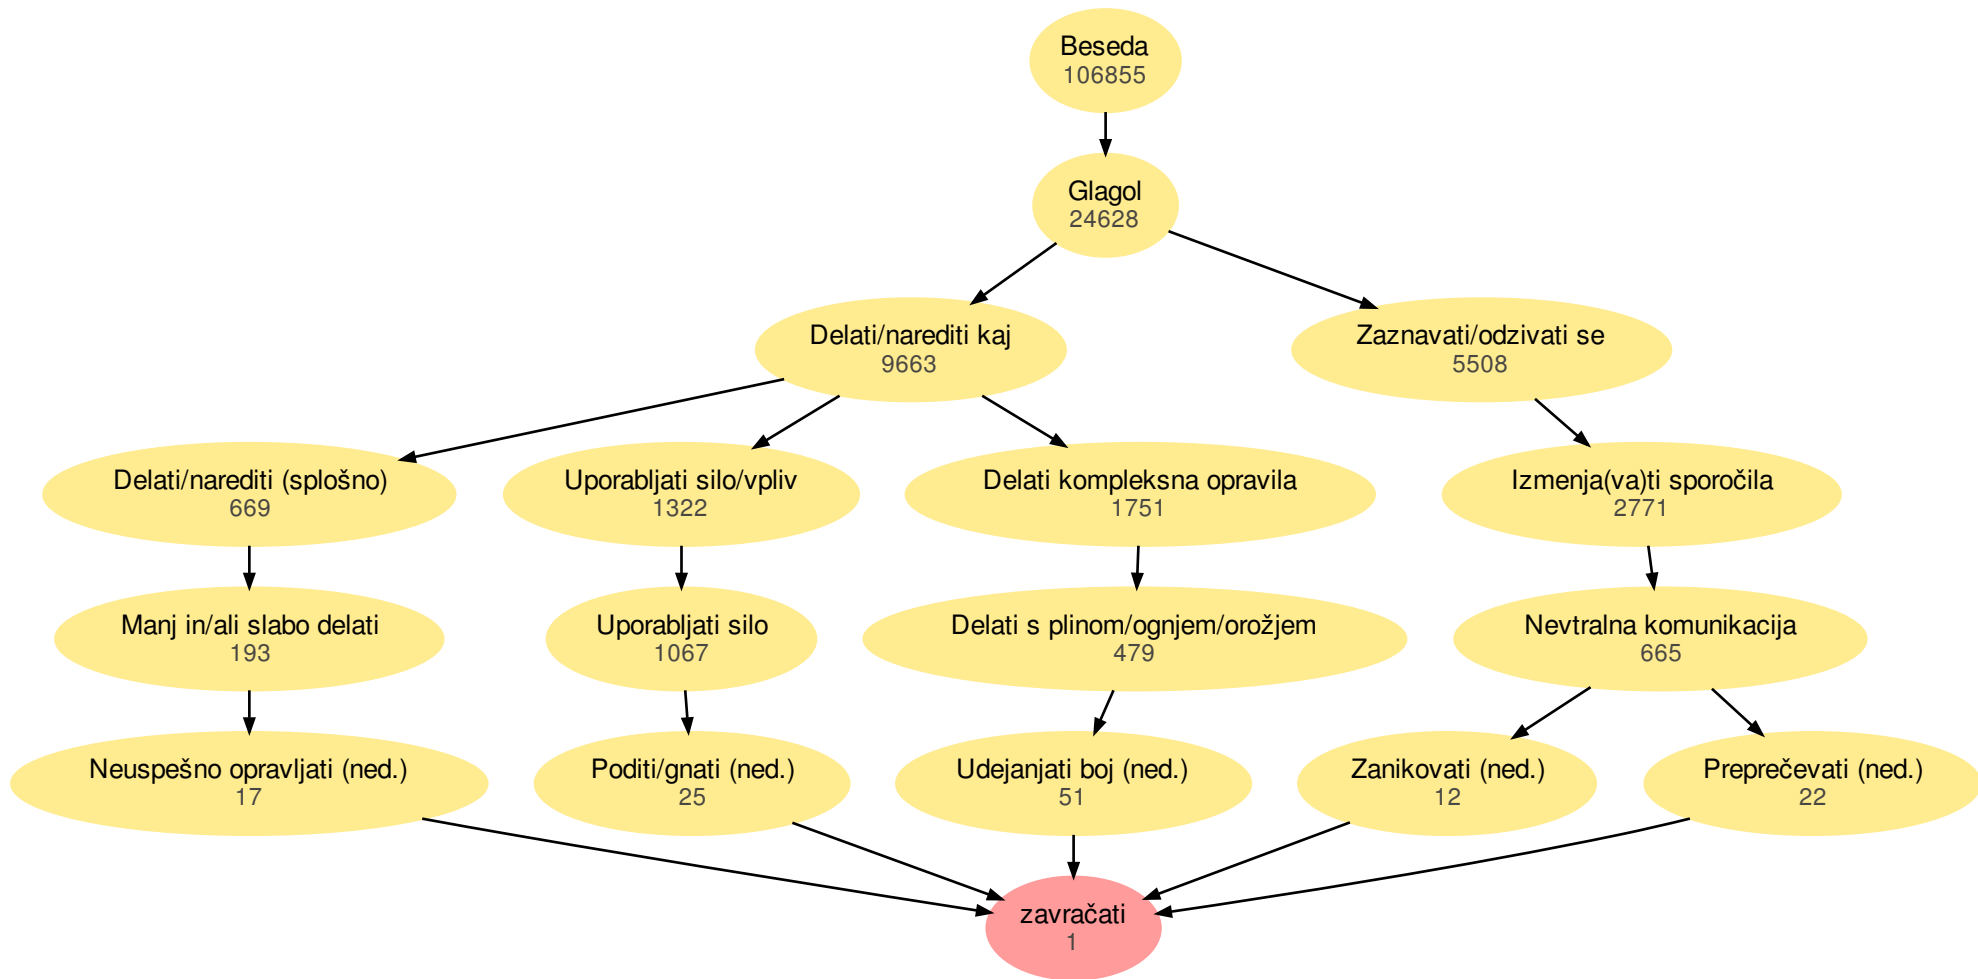 Beseda
106855
Glagol
24628
Delati/narediti kaj
9663
Zaznavati/odzivati se
5508
Delati/narediti (splošno)
669
Uporabljati silo/vpliv
1322
Delati kompleksna opravila
1751
Izmenja(va)ti sporočila
2771
Manj in/ali slabo delati
193
Uporabljati silo
1067
Delati s plinom/ognjem/orožjem
479
Nevtralna komunikacija
665
Neuspešno opravljati (ned.)
17
Poditi/gnati (ned.)
25
Udejanjati boj (ned.)
51
Zanikovati (ned.)
12
Preprečevati (ned.)
22
zavračati
1